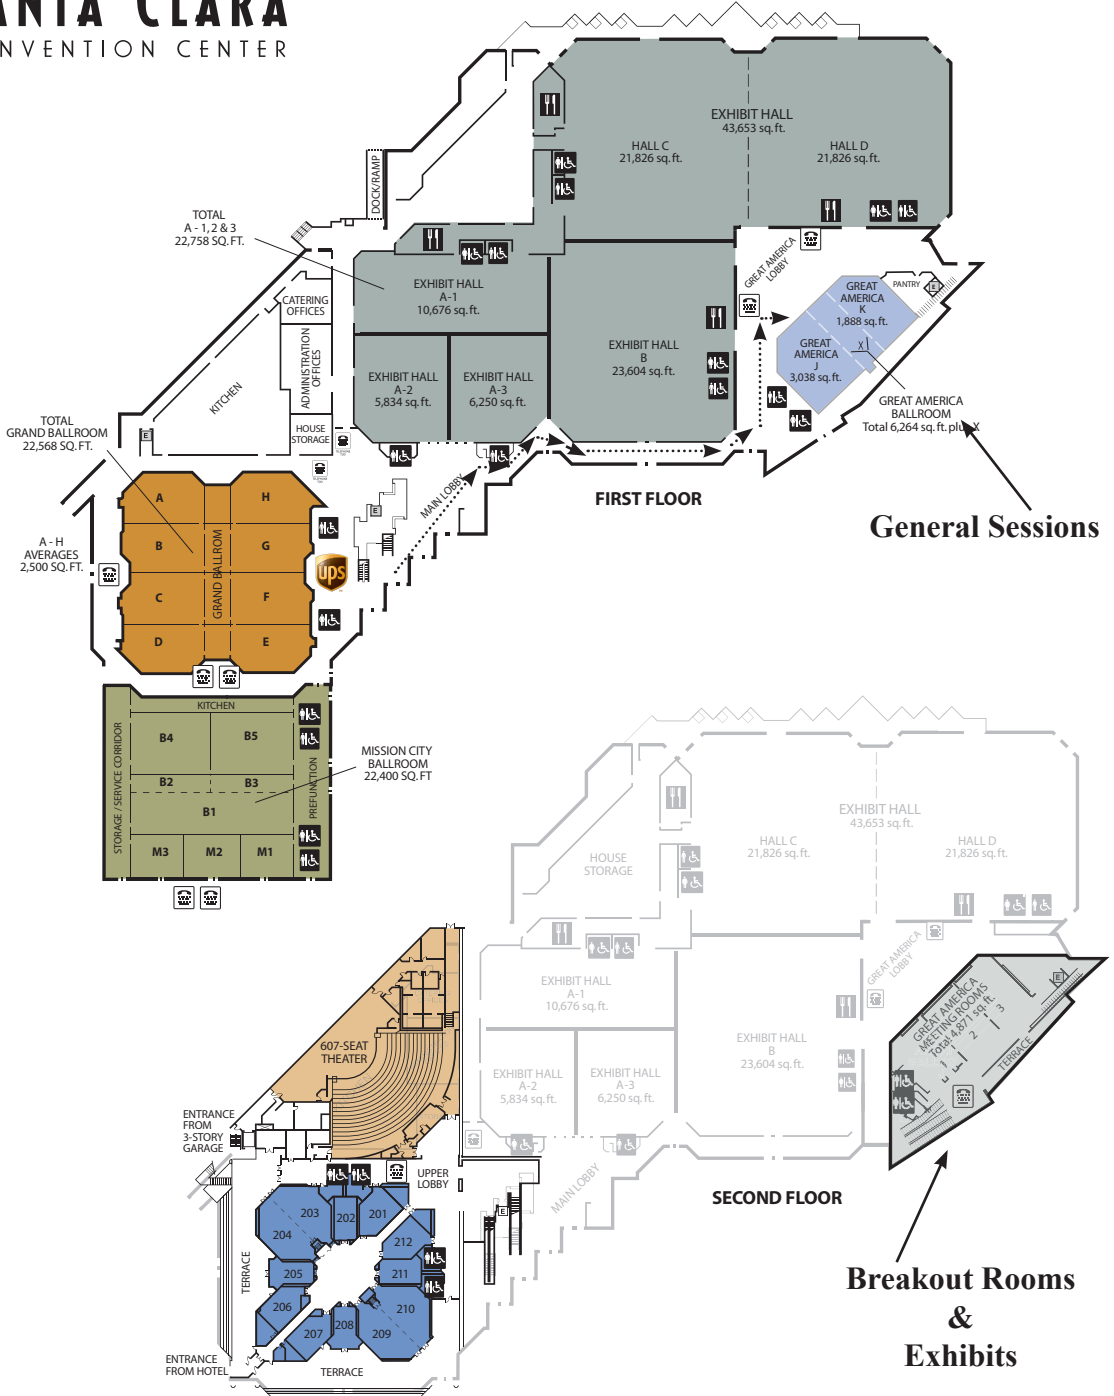 CLARA
CONVENTION CENTER
EXHIBIT HALL
43,653 sq. ft.
HALL C
21,826 sq. ft.
HALL D
21,826 sq. ft.
DOCK/RAMP
TOTAL
A - 1, 2 & 3
22,758 SQ. FT.
GREAT AMERICA
LOBBY
EXHIBIT HALL
A-1
10,676 sq. ft.
GREAT
AMERICA
K
1,888 sq. ft.
PANTRY
E
CATERING
OFFICES
ADMINISTRATION
OFFICES
KITCHEN
EXHIBIT HALL
B
23,604 sq. ft.
X
GREAT
AMERICA
J
3,038 sq. ft.
EXHIBIT HALL
A-2
5,834 sq. ft.
EXHIBIT HALL
A-3
6,250 sq. ft.
GREAT AMERICA
BALLROOM
Total 6,264 sq. ft. plus X
TOTAL
GRAND BALLROOM
22,568 SQ. FT.
HOUSE
STORAGE
E
MAIN LOBBY
FIRST FLOOR
General Sessions
A
H
B
G
C
F
D
E
GRAND BALLROM
E
ups
A - H
AVERAGES
2,500 SQ. FT.
KITCHEN
B4
B5
B2
B3
B1
M3
M2
M1
STORAGE / SERVICE CORRIDOR
PREFUNCTION
MISSION CITY
BALLROOM
22,400 SQ. FT
EXHIBIT HALL
43,653 sq. ft.
HALL C
21,826 sq. ft.
HALL D
21,826 sq. ft.
HOUSE
STORAGE
GREAT AMERICA
LOBBY
EXHIBIT HALL
A-1
10,676 sq. ft.
EXHIBIT HALL
B
23,604 sq. ft.
EXHIBIT HALL
A-2
5,834 sq. ft.
EXHIBIT HALL
A-3
6,250 sq. ft.
GREAT AMERICA
MEETING ROOMS
Total 4,871 sq. ft.
1
2
3
E
TERRACE
607-SEAT
THEATER
ENTRANCE
FROM
3-STORY
GARAGE
UPPER
LOBBY
MAIN LOBBY
SECOND FLOOR
E
203
202
201
204
212
205
211
206
210
207
208
209
TERRACE
ENTRANCE
FROM HOTEL
TERRACE
Breakout Rooms
&
Exhibits